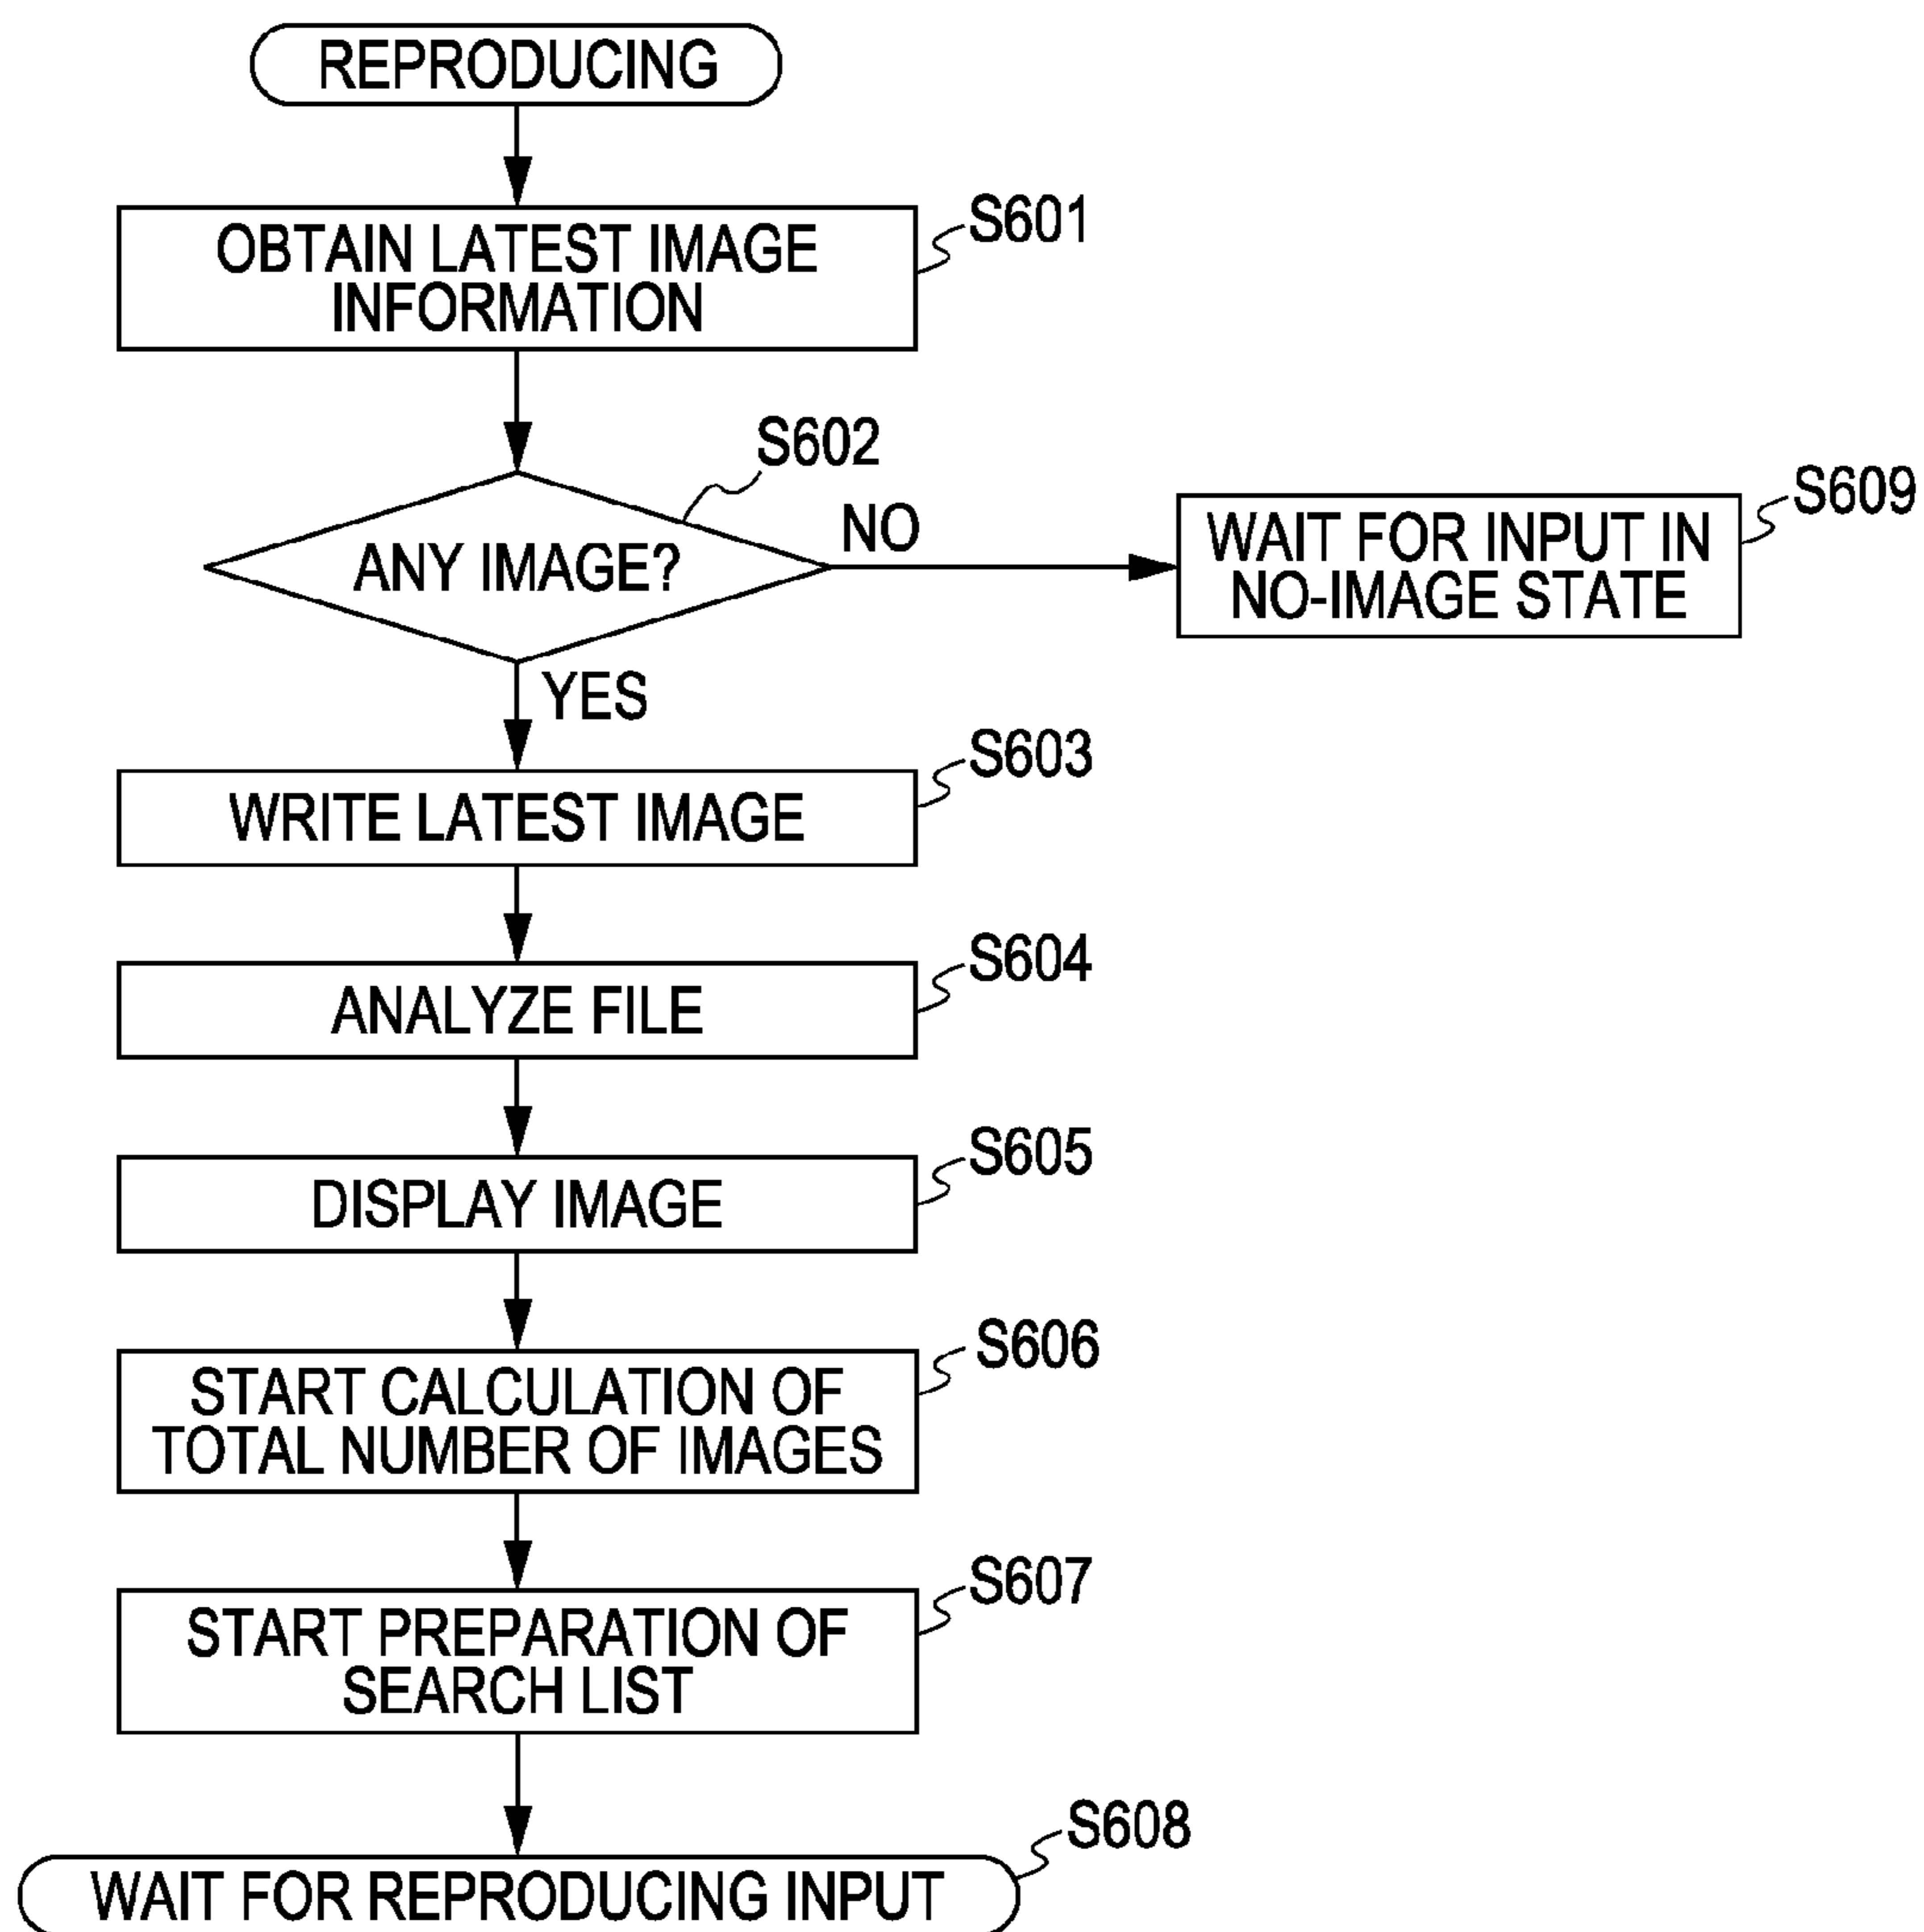 REPRODUCING
S601
OBTAIN LATEST IMAGE
INFORMATION
S602
ANY IMAGE?
NO
S609
WAIT FOR INPUT IN
NO-IMAGE STATE
YES
S603
WRITE LATEST IMAGE
S604
ANALYZE FILE
S605
DISPLAY IMAGE
S606
START CALCULATION OF
TOTAL NUMBER OF IMAGES
S607
START PREPARATION OF
SEARCH LIST
S608
WAIT FOR REPRODUCING INPUT